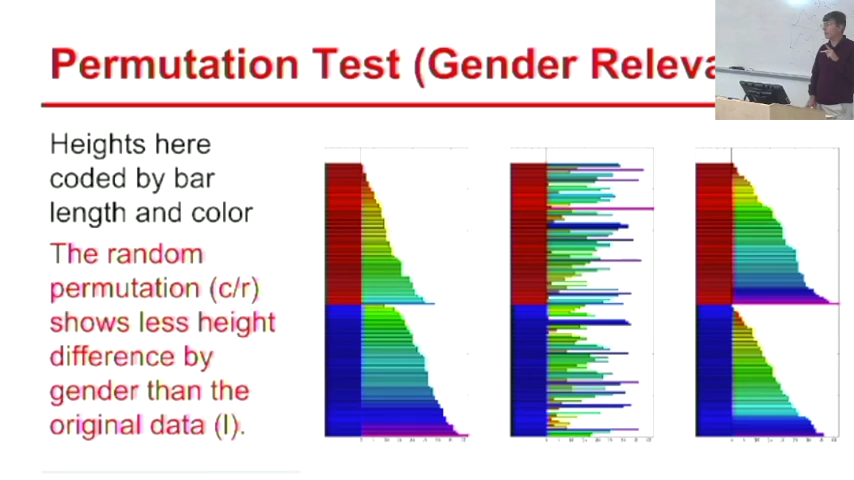 Permutation Test (Gender Releva
Heights here
coded by bar
length and color
The random
permutation (c/r)
shows less height
difference by
gender than the
original data (l).